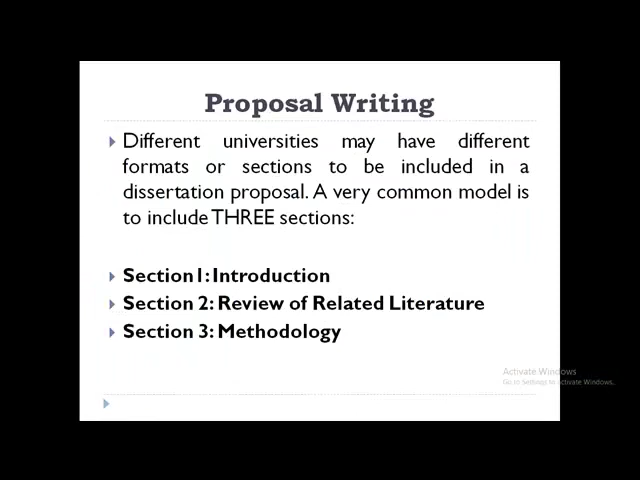 Proposal Writing
Different universities may have different
formats or sections to be included in a
dissertation proposal. A very common model is
to include THREE sections:
Section1: Introduction
Section 2: Review of Related Literature
Section 3: Methodology
Activate Windows
Go to Settings to activate Windows.